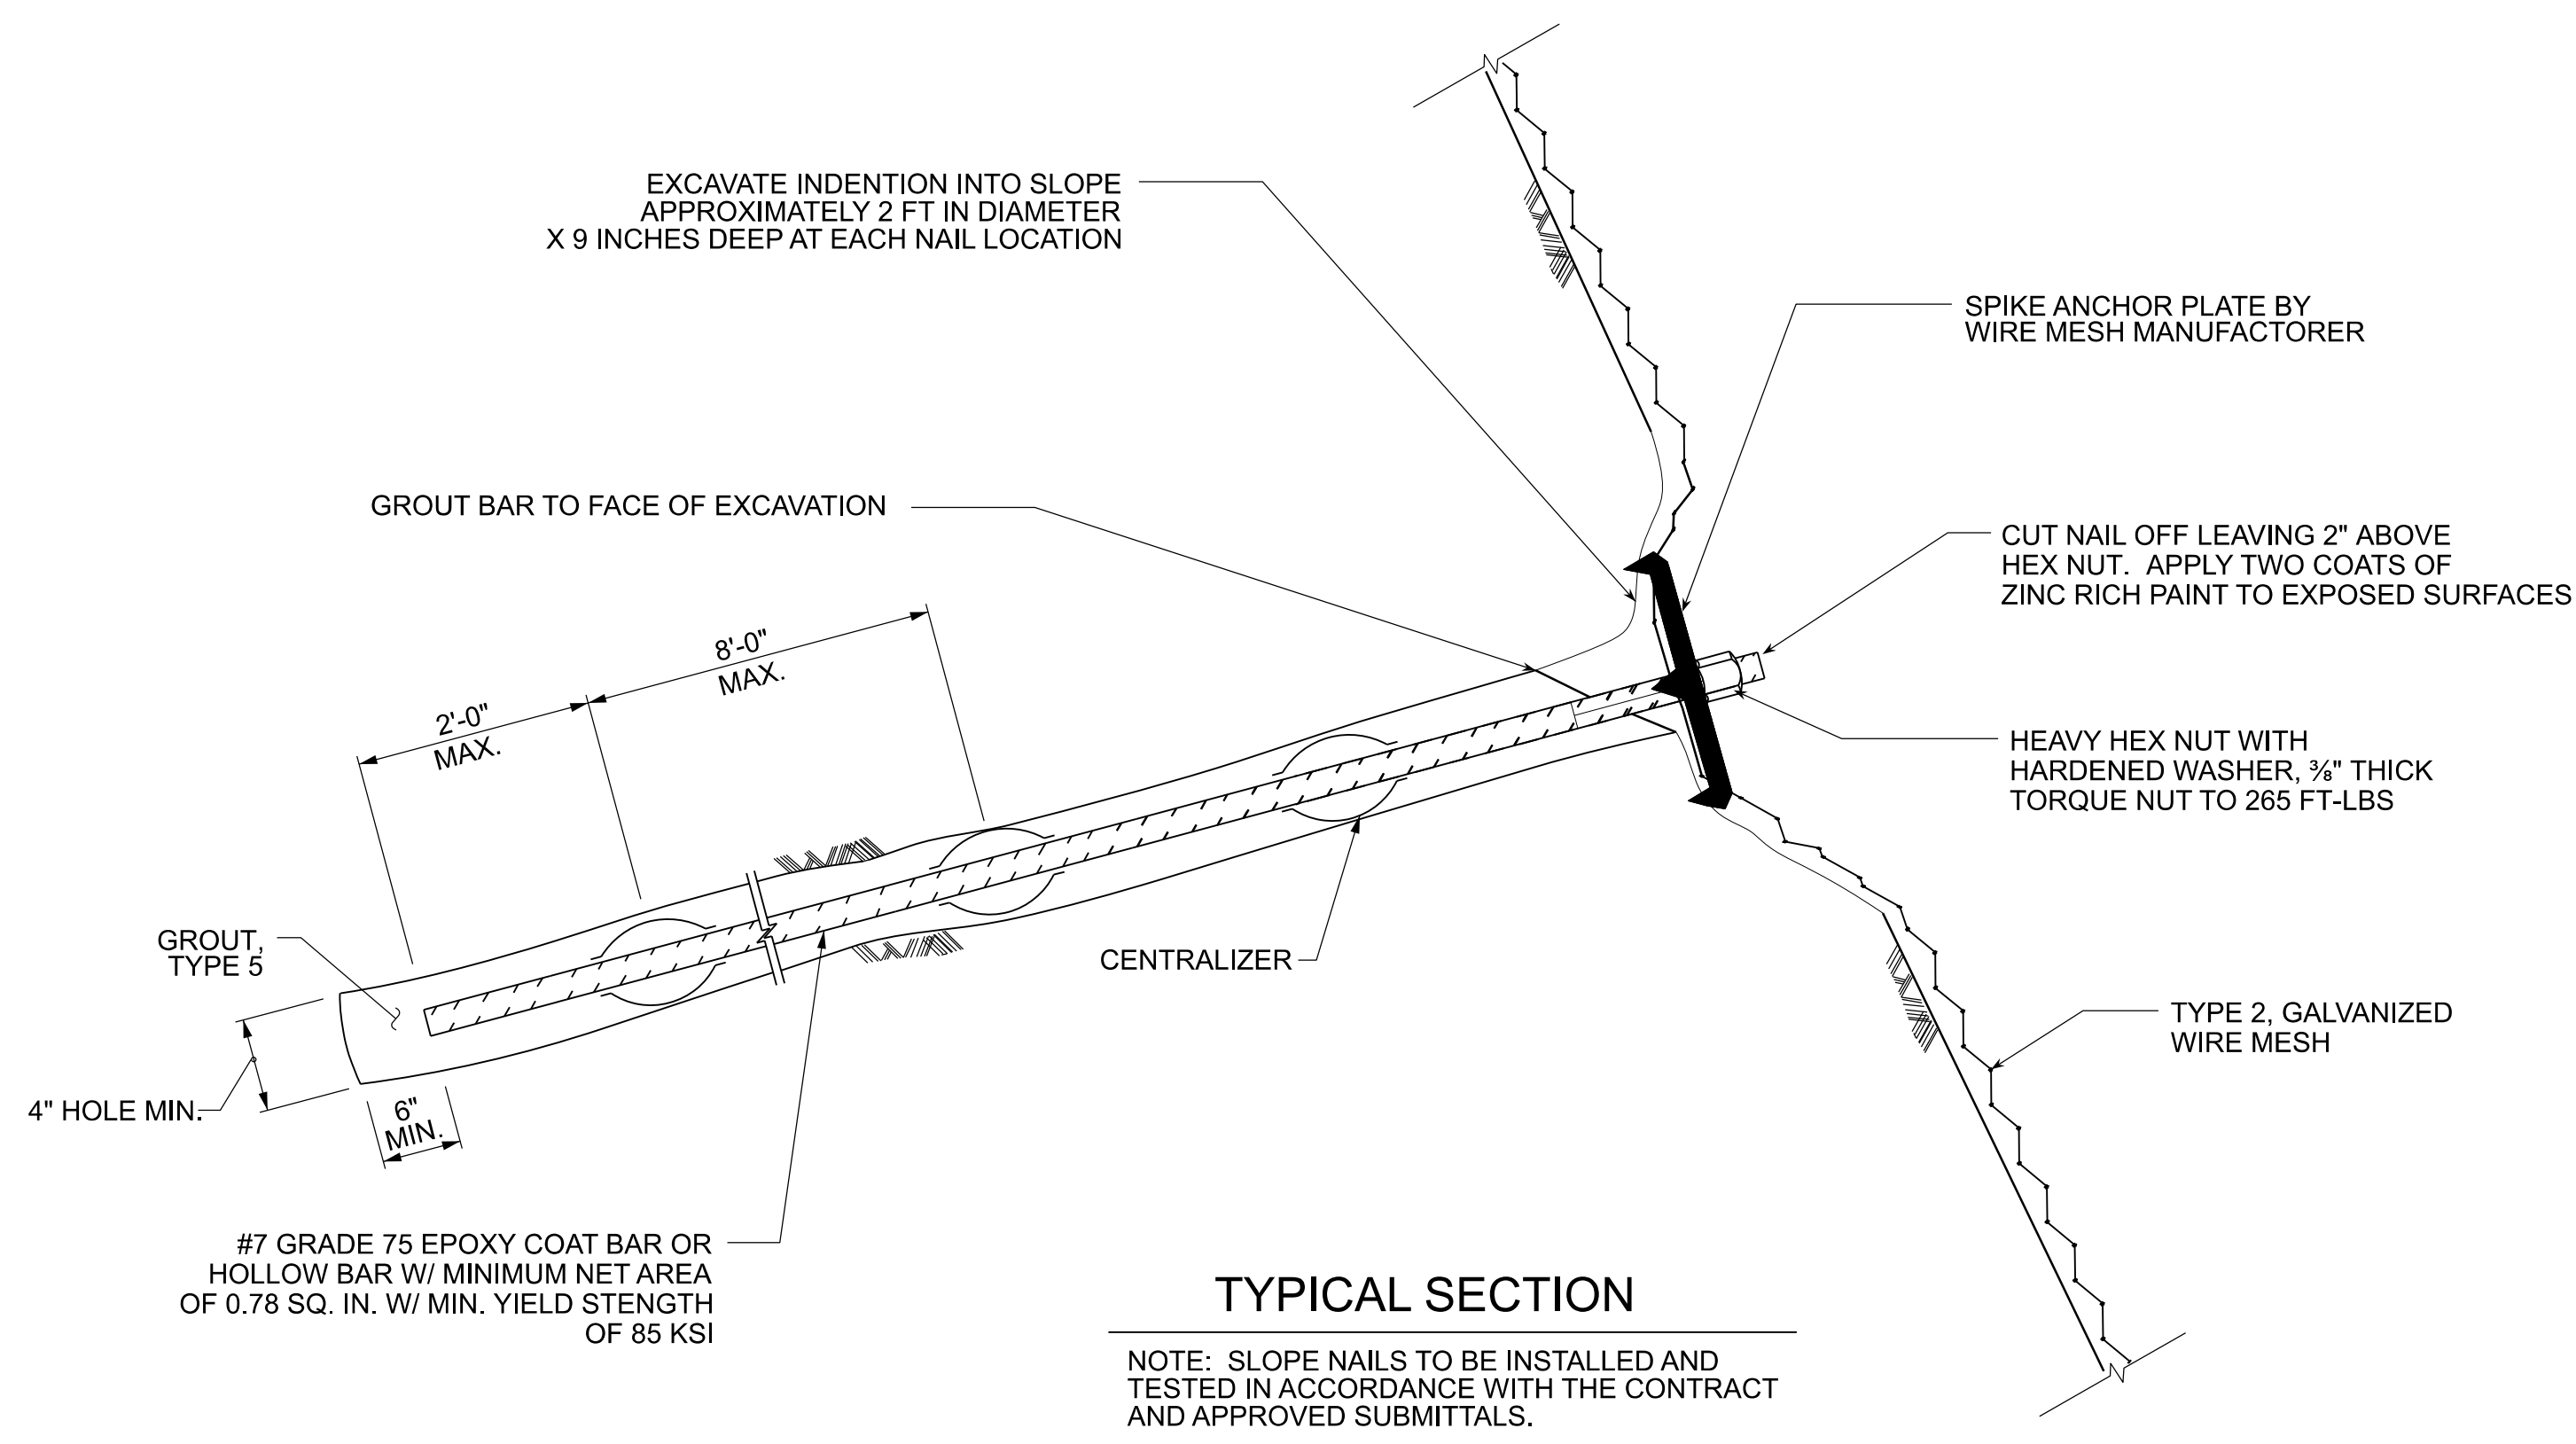 EXCAVATE INDENTION INTO SLOPE
APPROXIMATELY 2 FT IN DIAMETER
X 9 INCHES DEEP AT EACH NAIL LOCATION
SPIKE ANCHOR PLATE BY
WIRE MESH MANUFACTORER
GROUT BAR TO FACE OF EXCAVATION
CUT NAIL OFF LEAVING 2" ABOVE
HEX NUT.  APPLY TWO COATS OF
ZINC RICH PAINT TO EXPOSED SURFACES
8'-0"
MAX.
2'-0"
MAX.
HEAVY HEX NUT WITH
HARDENED WASHER, ⅜" THICK
TORQUE NUT TO 265 FT-LBS
GROUT,
TYPE 5
CENTRALIZER
TYPE 2, GALVANIZED
WIRE MESH
4" HOLE MIN.
6"
MIN.
#7 GRADE 75 EPOXY COAT BAR OR
HOLLOW BAR W/ MINIMUM NET AREA
OF 0.78 SQ. IN. W/ MIN. YIELD STENGTH
OF 85 KSI
TYPICAL SECTION
NOTE:  SLOPE NAILS TO BE INSTALLED AND
TESTED IN ACCORDANCE WITH THE CONTRACT
AND APPROVED SUBMITTALS.